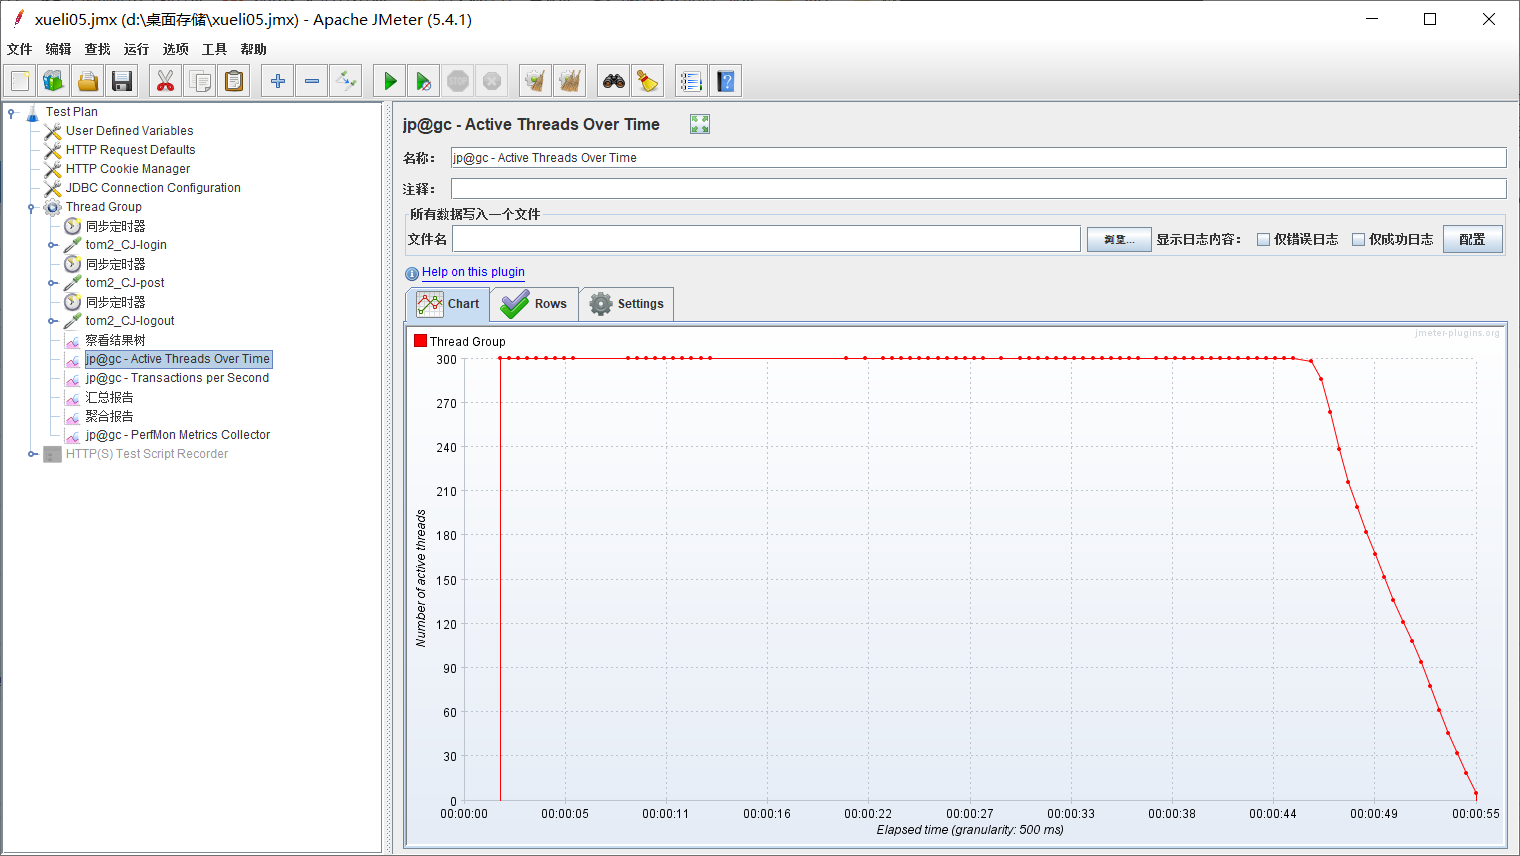 xueli05.jmx (d:\桌面存储\xueli05.jmx) - Apache JMeter (5.4.1)
文件 编辑 查找 运行 选项 工具 帮助
STOP
Test Plan
User Defined Variables
HTTP Request Defaults
HTTP Cookie Manager
JDBC Connection Configuration
Thread Group
同步定时器
tom2_CJ-login
同步定时器
tom2_CJ-post
同步定时器
tom2_CJ-logout
察看结果树
jp@gc - Active Threads Over Time
jp@gc - Transactions per Second
汇总报告
聚合报告
jp@gc - PerfMon Metrics Collector
HTTP(S) Test Script Recorder
jp@gc - Active Threads Over Time
名称： jp@gc - Active Threads Over Time
注释：
所有数据写入一个文件
文件名 浏览... 显示日志内容： 仅错误日志 仅成功日志 配置
Help on this plugin
Chart Rows Settings
jmeter-plugins.org
Thread Group
300
270
240
210
180
150
120
90
60
30
0
Number of active threads
00:00:00 00:00:05 00:00:11 00:00:16 00:00:22 00:00:27 00:00:33 00:00:38 00:00:44 00:00:49 00:00:55
Elapsed time (granularity: 500 ms)